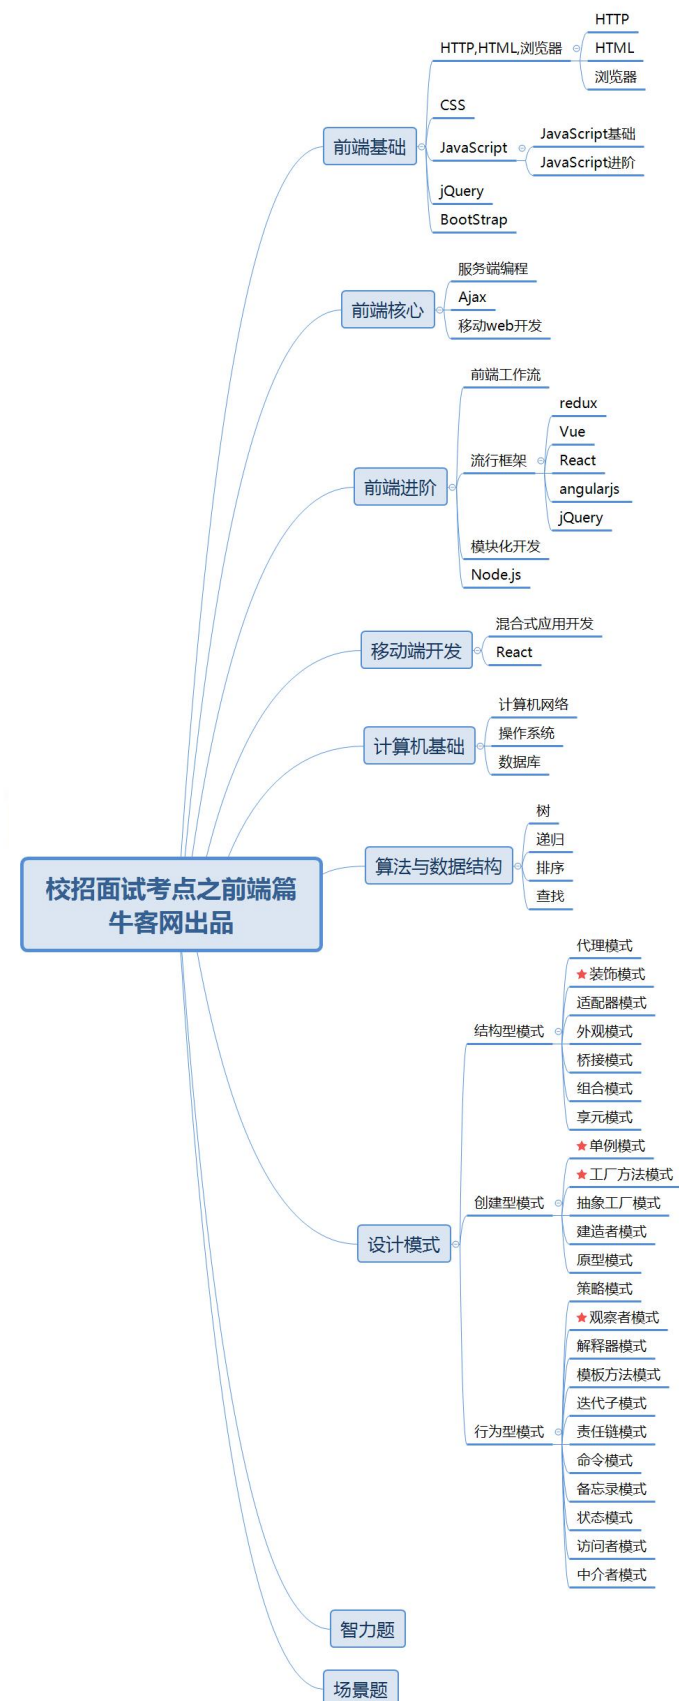 HTTP
HTTP,HTML,浏览器
HTML
浏览器
CSS
JavaScript基础
前端基础
JavaScript
JavaScript进阶
jQuery
BootStrap
服务端编程
前端核心
Ajax
移动web开发
前端工作流
redux
Vue
流行框架
React
前端进阶
angularjs
jQuery
模块化开发
Node.js
混合式应用开发
移动端开发
React
计算机网络
计算机基础
操作系统
数据库
树
递归
算法与数据结构
排序
查找
校招面试考点之前端篇
牛客网出品
代理模式
装饰模式
适配器模式
结构型模式
外观模式
桥接模式
组合模式
享元模式
单例模式
工厂方法模式
创建型模式
抽象工厂模式
建造者模式
设计模式
原型模式
策略模式
观察者模式
解释器模式
模板方法模式
迭代子模式
行为型模式
责任链模式
命令模式
备忘录模式
状态模式
访问者模式
中介者模式
智力题
场景题